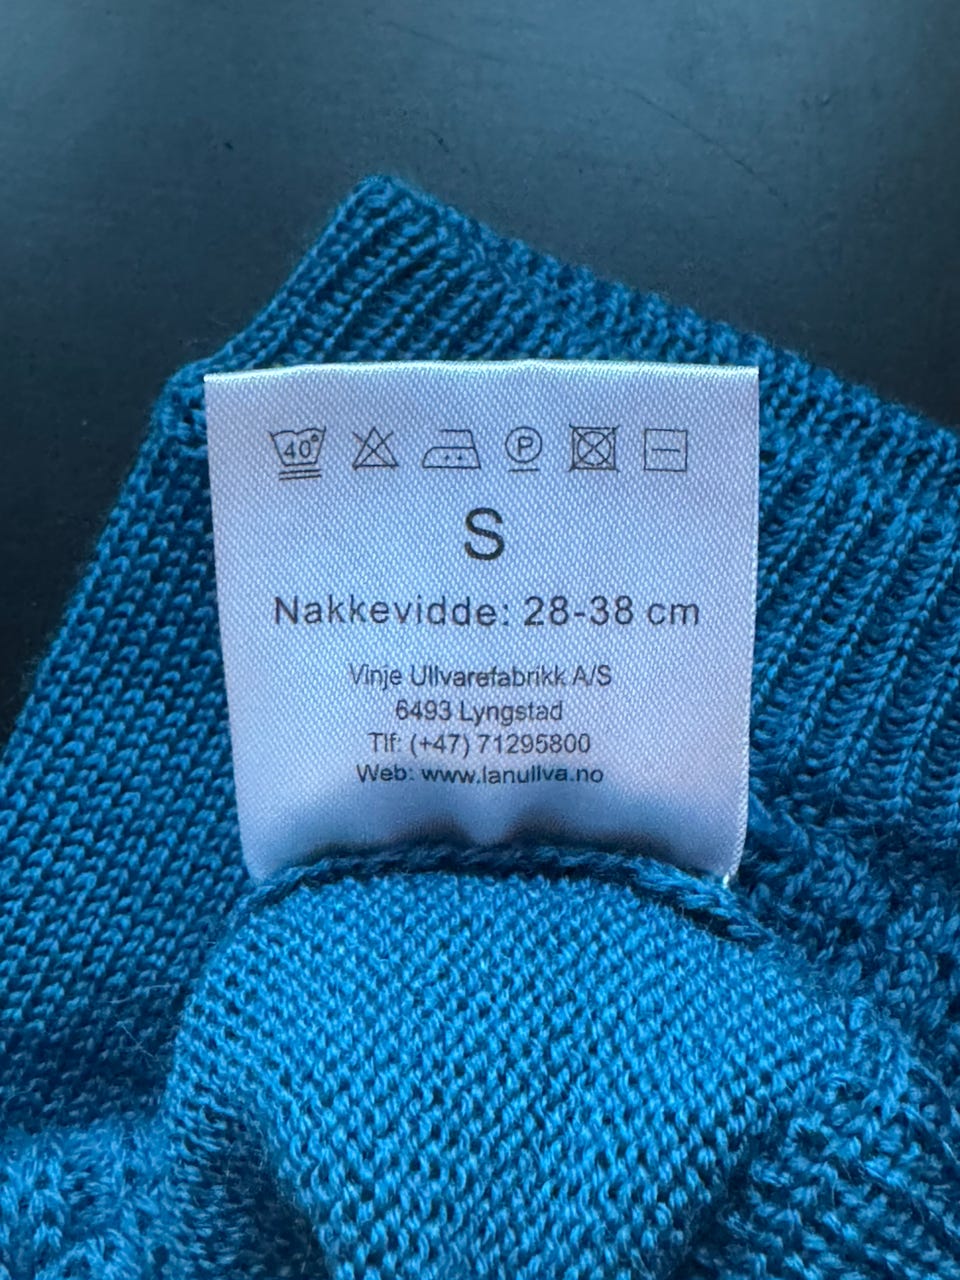 40°
P
S
Nakkevidde: 28-38 cm
Vinje Ullvarefabrikk A/S
6493 Lyngstad
Tlf: (+47) 71295800
Web: www.lanullva.no